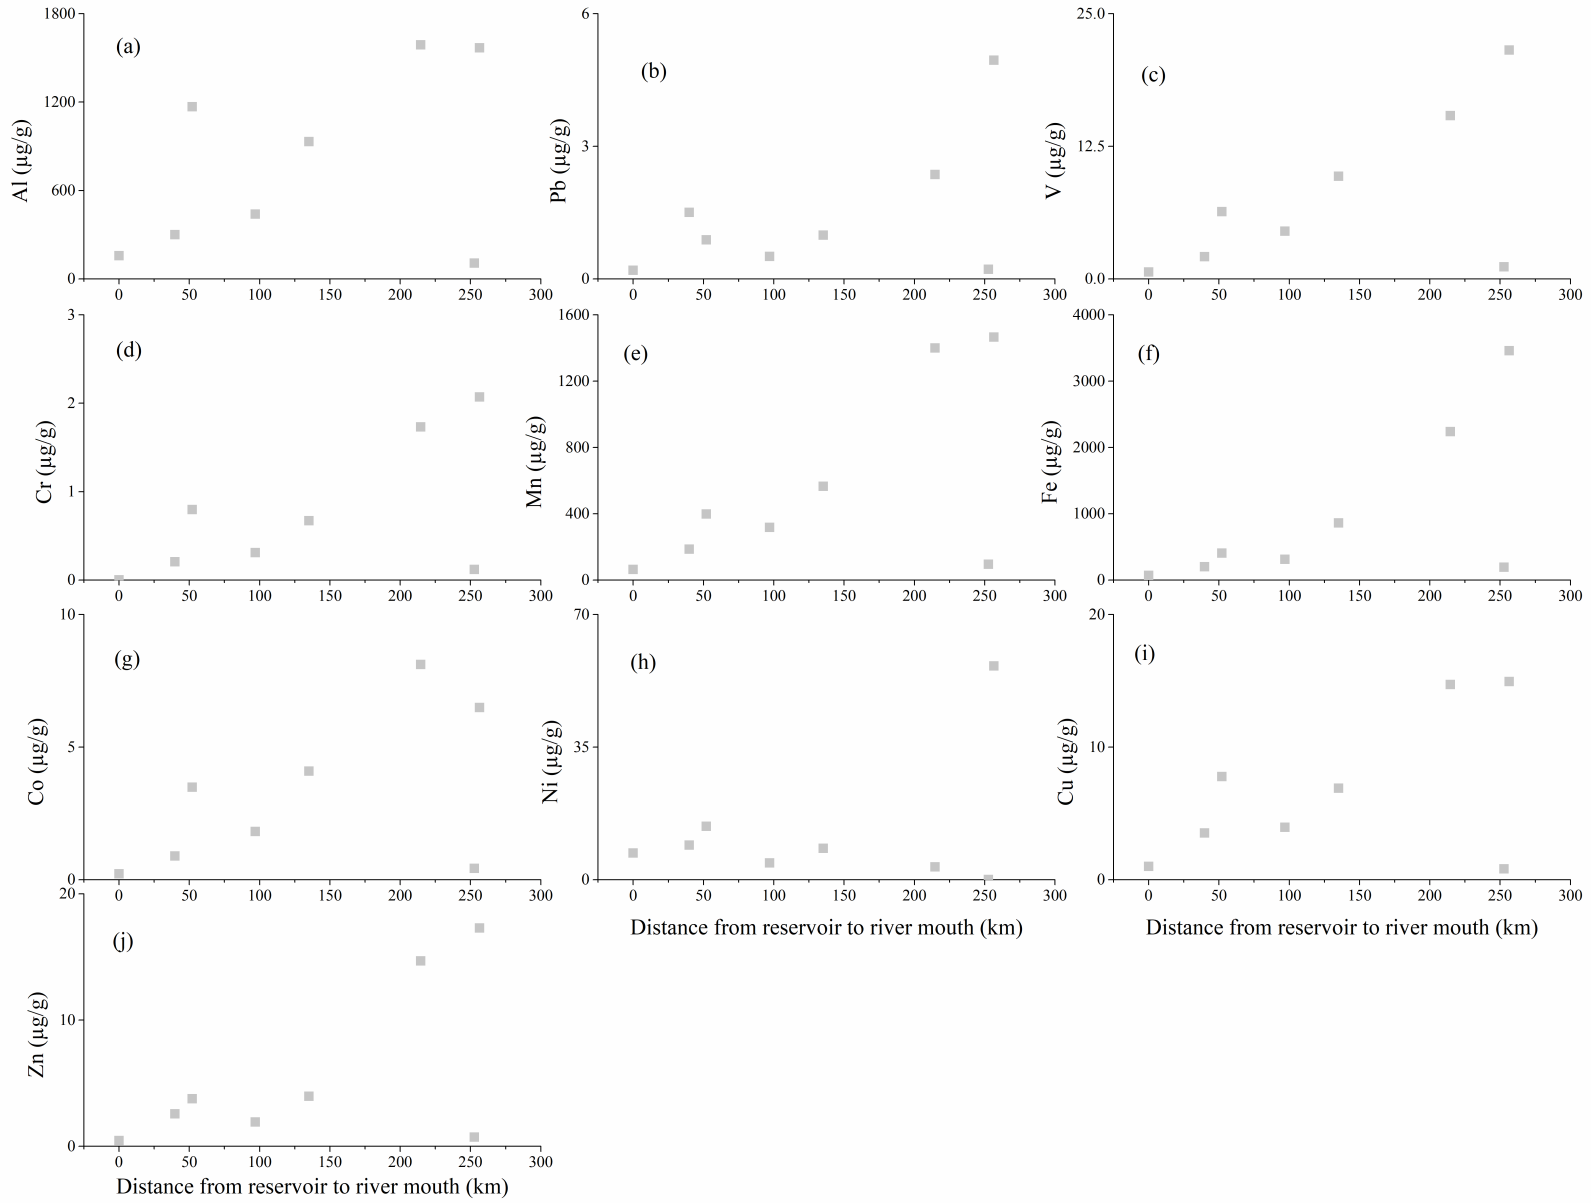 (a)
Al (µg/g)
1800
1200
600
0
0 50 100 150 200 250 300
(b)
Pb (µg/g)
6
3
0
0 50 100 150 200 250 300
(c)
V (µg/g)
25.0
12.5
0.0
0 50 100 150 200 250 300
(d)
Cr (µg/g)
3
2
1
0
0 50 100 150 200 250 300
(e)
Mn (µg/g)
1600
1200
800
400
0
0 50 100 150 200 250 300
(f)
Fe (µg/g)
4000
3000
2000
1000
0
0 50 100 150 200 250 300
(g)
Co (µg/g)
10
5
0
0 50 100 150 200 250 300
(h)
Ni (µg/g)
70
35
0
0 50 100 150 200 250 300
Distance from reservoir to river mouth (km)
(i)
Cu (µg/g)
20
10
0
0 50 100 150 200 250 300
Distance from reservoir to river mouth (km)
(j)
Zn (µg/g)
20
10
0
0 50 100 150 200 250 300
Distance from reservoir to river mouth (km)